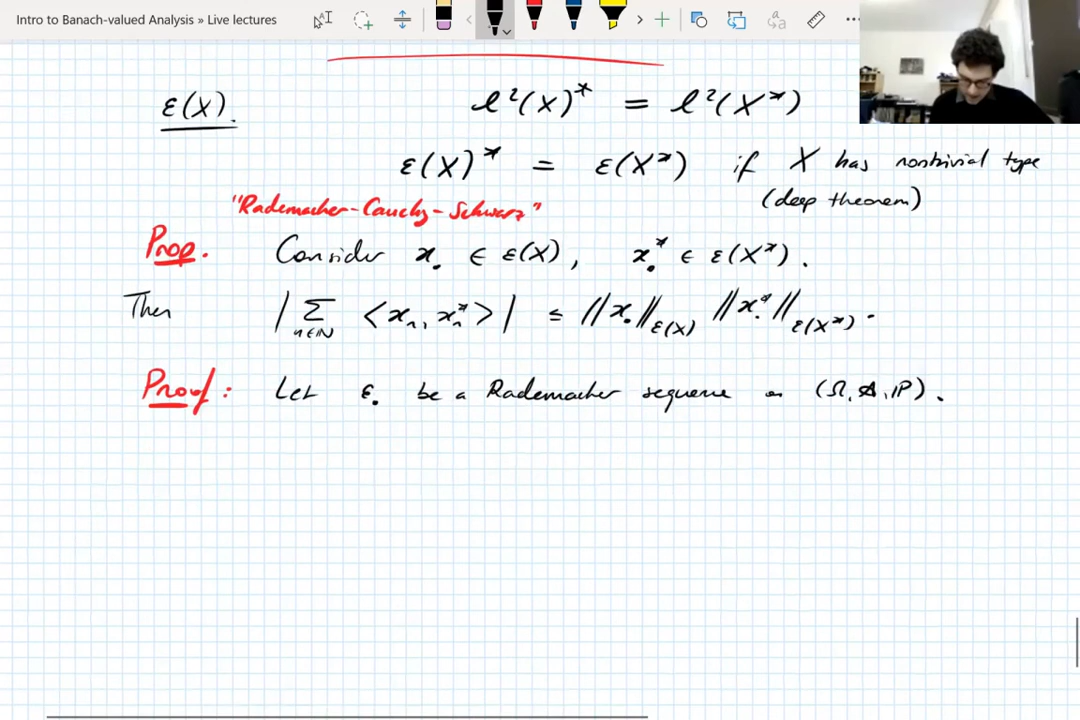 Intro to Banach-valued Analysis » Live lectures
ε(X). ℓ²(X)* = ℓ²(X*)
ε(X)* = ε(X*) if X has nontrivial type
(deep theorem)
"Rademacher-Cauchy-Schwarz"
Prop. Consider x. ∈ ε(X), x.* ∈ ε(X*).
Then |∑_{n∈ℕ} <xₙ, xₙ*>| ≤ ‖x.‖_{ε(X)} ‖x.*‖_{ε(X*)}.
Proof: Let ε. be a Rademacher sequence on (Ω, A, ℙ).